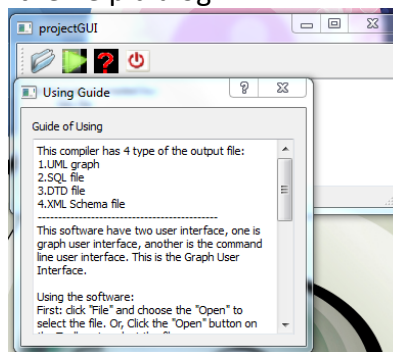 projectGUI
?
Using Guide
?
Guide of Using
This compiler has 4 type of the output file:
1.UML graph
2.SQL file
3.DTD file
4.XML Schema file
-------------------------------------------
This software have two user interface, one is
graph user interface, another is the command
line user interface. This is the Graph User
Interface.
Using the software:
First: click "File" and choose the "Open" to
select the file. Or, Click the "Open" button on